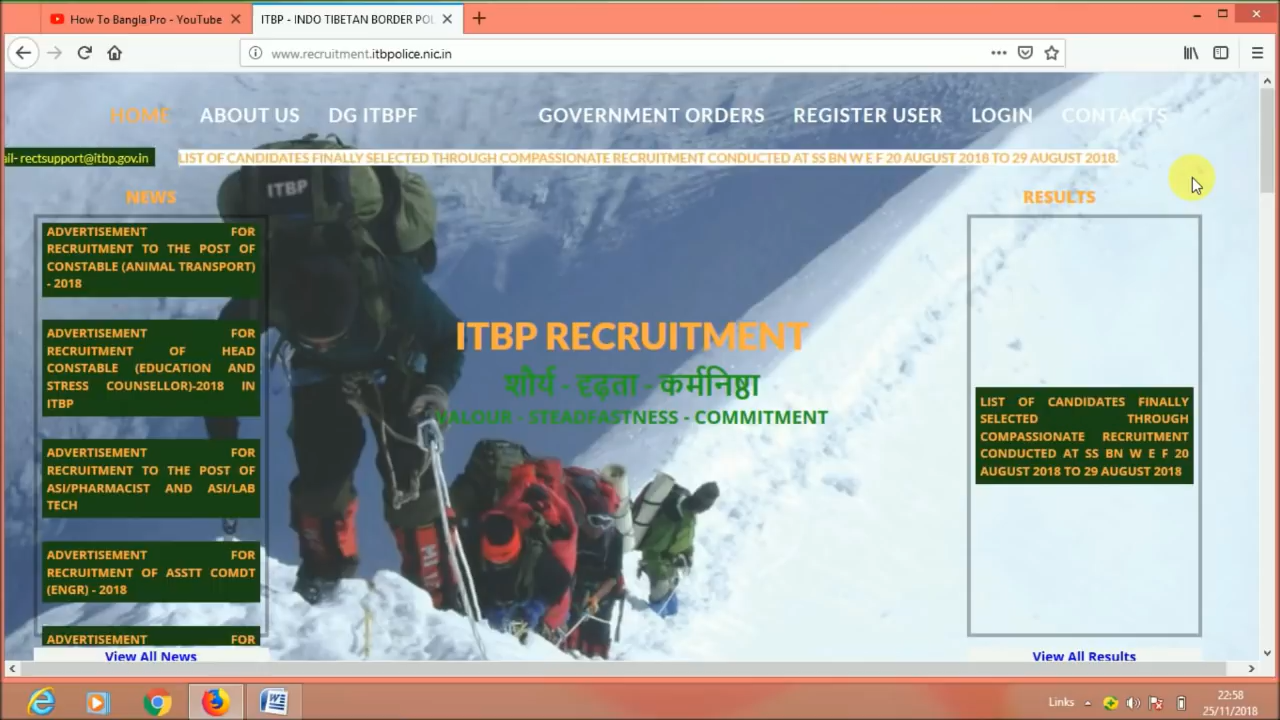 How To Bangla Pro - YouTube
ITBP - INDO TIBETAN BORDER POL
www.recruitment.itbpolice.nic.in
HOME ABOUT US DG ITBPF GOVERNMENT ORDERS REGISTER USER LOGIN CONTACTS
ail- rectsupport@itbp.gov.in LIST OF CANDIDATES FINALLY SELECTED THROUGH COMPASSIONATE RECRUITMENT CONDUCTED AT SS BN W E F 20 AUGUST 2018 TO 29 AUGUST 2018.
ITBP
NEWS
ADVERTISEMENT FOR
RECRUITMENT TO THE POST OF
CONSTABLE (ANIMAL TRANSPORT)
- 2018
ADVERTISEMENT FOR
RECRUITMENT OF HEAD
CONSTABLE (EDUCATION AND
STRESS COUNSELLOR)-2018 IN
ITBP
ADVERTISEMENT FOR
RECRUITMENT TO THE POST OF
ASI/PHARMACIST AND ASI/LAB
TECH
ADVERTISEMENT FOR
RECRUITMENT OF ASSTT COMDT
(ENGR) - 2018
ADVERTISEMENT FOR
View All News
ITBP RECRUITMENT
शौर्य - दृढ़ता - कर्मनिष्ठा
VALOUR - STEADFASTNESS - COMMITMENT
RESULTS
LIST OF CANDIDATES FINALLY
SELECTED THROUGH
COMPASSIONATE RECRUITMENT
CONDUCTED AT SS BN W E F 20
AUGUST 2018 TO 29 AUGUST 2018
View All Results
Links
22:58
25/11/2018